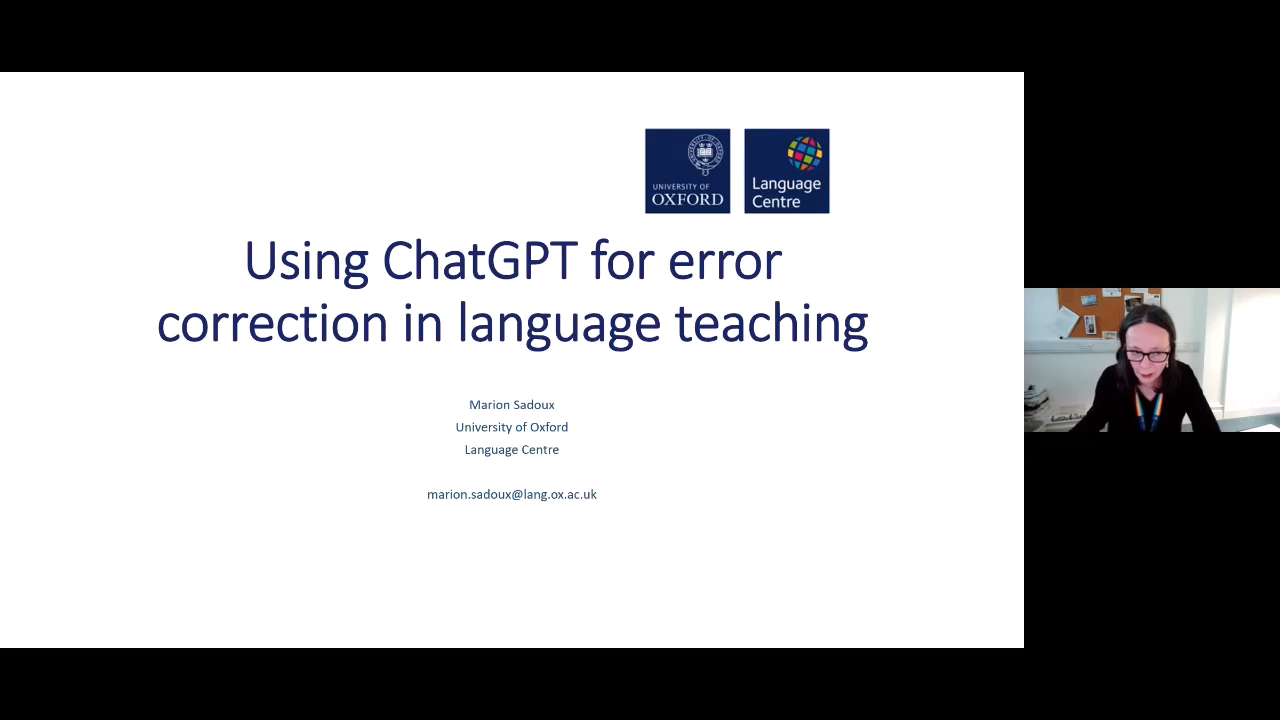 UNIVERSITY OF
OXFORD
Language
Centre
Using ChatGPT for error
correction in language teaching
Marion Sadoux
University of Oxford
Language Centre
marion.sadoux@lang.ox.ac.uk